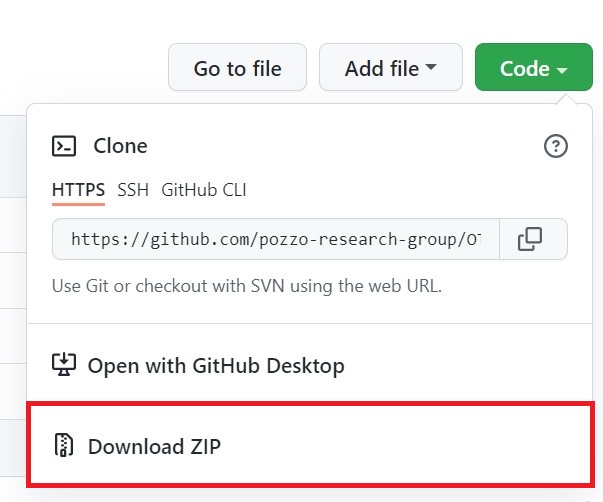 Go to file Add file Code
Clone
HTTPS SSH GitHub CLI
https://github.com/pozzo-research-group/
Use Git or checkout with SVN using the web URL.
Open with GitHub Desktop
Download ZIP